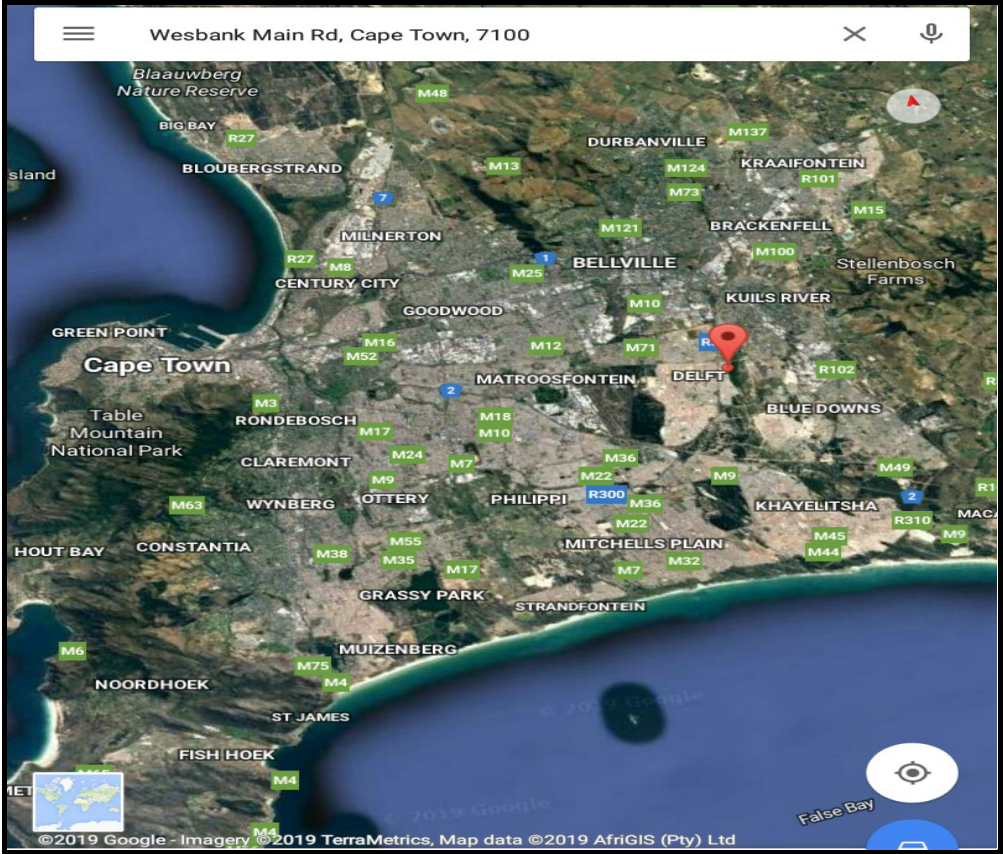 Wesbank Main Rd, Cape Town, 7100
Blaauwberg
Nature Reserve
M48
BIG BAY
R27
M137
DURBANVILLE
BLOUBERGSTRAND
M13
M124
KRAAIFONTEIN
R101
sland
7
M73
M15
MILNERTON
M121
BRACKENFELL
R27
M8
1
M25
BELLVILLE
M100
Stellenbosch
Farms
CENTURY CITY
GOODWOOD
M10
KUILS RIVER
GREEN POINT
M16
M52
M12
M71
Cape Town
MATROOSFONTEIN
DELFT
R102
2
M3
RONDEBOSCH
Table
Mountain
National Park
M18
M10
BLUE DOWNS
M17
M24
M7
M36
CLAREMONT
M9
M22
M9
M49
M63
WYNBERG
OTTERY
PHILIPPI
R300
M36
KHAYELITSHA
2
M22
R310
M9
HOUT BAY
CONSTANTIA
M38
M55
M35
M17
MITCHELLS PLAIN
M7
M32
M45
M44
GRASSY PARK
STRANDFONTEIN
M6
MUIZENBERG
M75
M4
NOORDHOEK
ST JAMES
© 2019 Google
FISH HOEK
M4
© 2019 Google
False Bay
M4
©2019 Google - Imagery ©2019 TerraMetrics, Map data ©2019 AfriGIS (Pty) Ltd